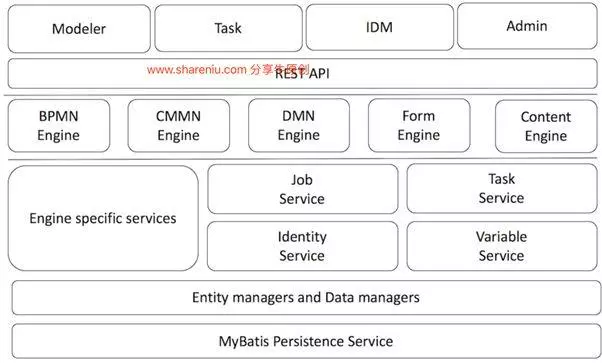 Modeler
Task
IDM
Admin
www.shareniu.com 分享牛原创
REST API
BPMN
Engine
CMMN
Engine
DMN
Engine
Form
Engine
Content
Engine
Engine specific services
Job
Service
Task
Service
Identity
Service
Variable
Service
Entity managers and Data managers
MyBatis Persistence Service